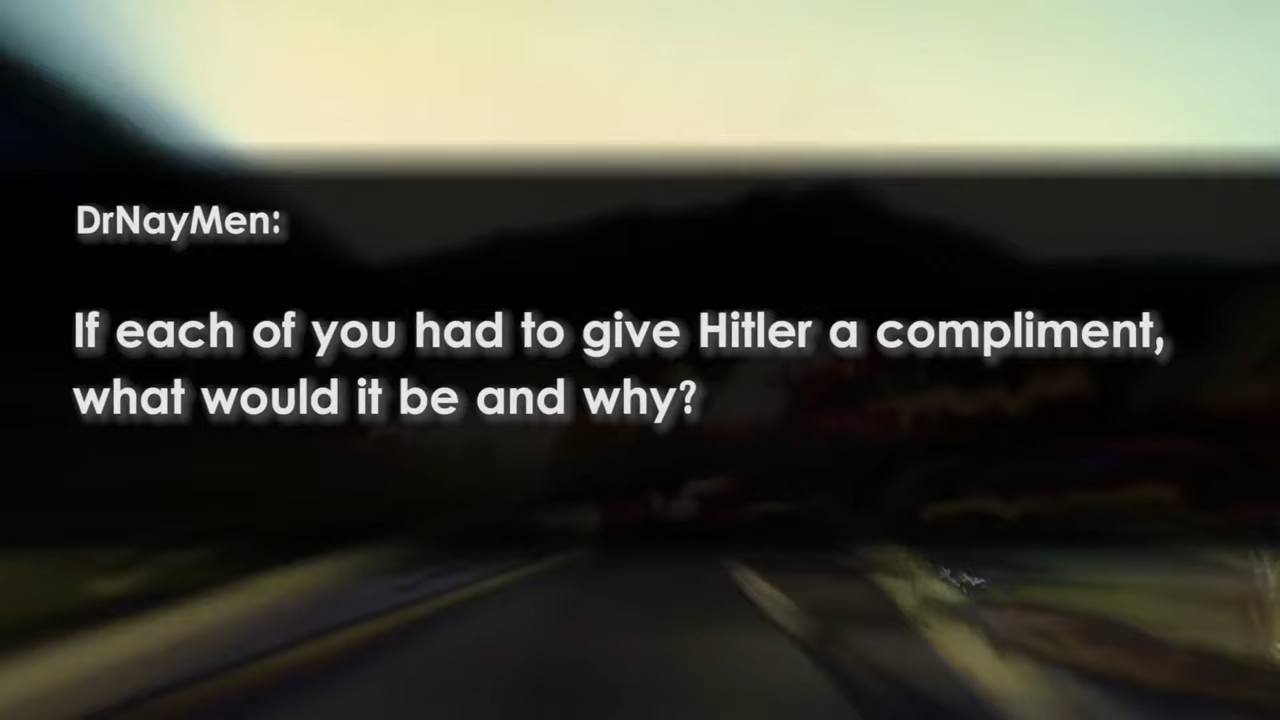 DrNayMen:
If each of you had to give Hitler a compliment,
what would it be and why?